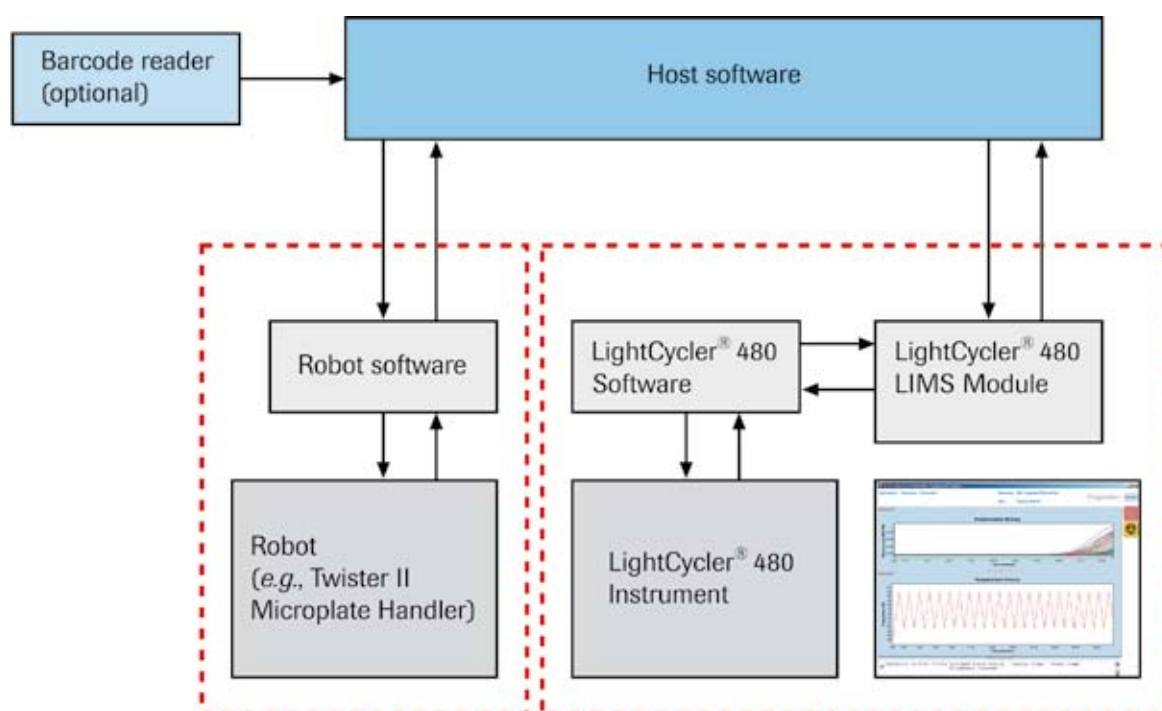 Barcode reader
(optional)
Host software
Robot software
LightCycler® 480
Software
LightCycler® 480
LIMS Module
Robot
(e.g., Twister II
Microplate Handler)
LightCycler® 480
Instrument